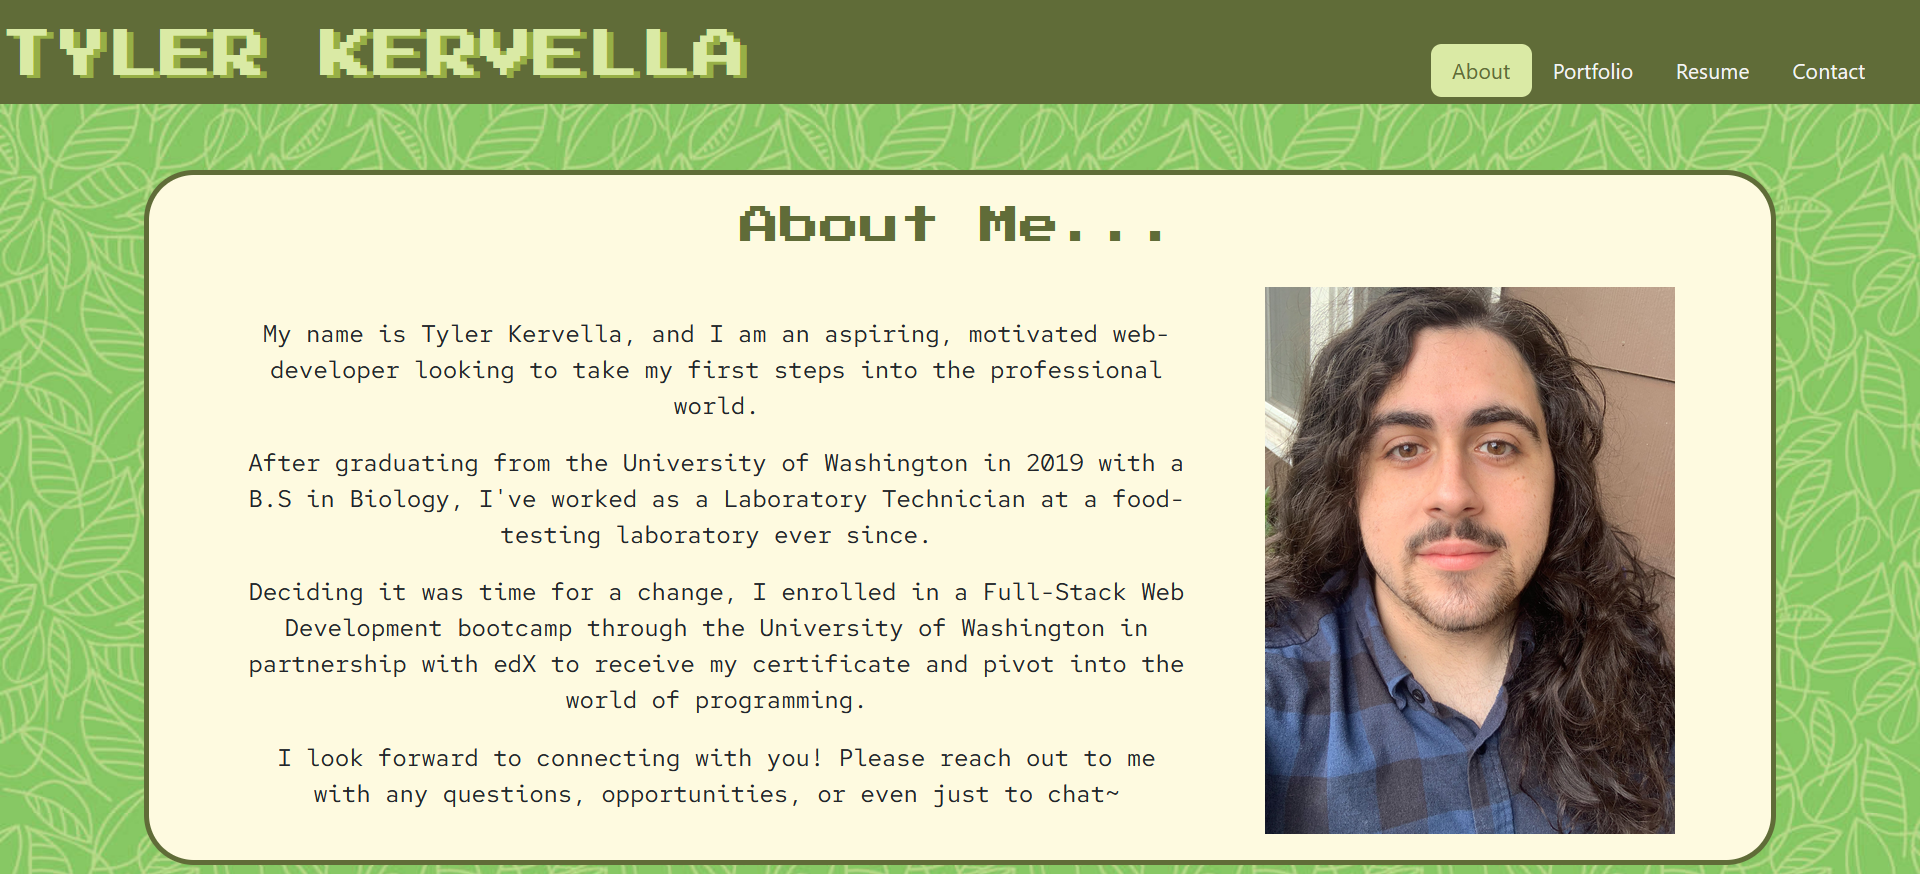 TYLER KERVELLA
About
Portfolio
Resume
Contact
About Me...
My name is Tyler Kervella, and I am an aspiring, motivated web-
developer looking to take my first steps into the professional
world.
After graduating from the University of Washington in 2019 with a
B.S in Biology, I've worked as a Laboratory Technician at a food-
testing laboratory ever since.
Deciding it was time for a change, I enrolled in a Full-Stack Web
Development bootcamp through the University of Washington in
partnership with edX to receive my certificate and pivot into the
world of programming.
I look forward to connecting with you! Please reach out to me
with any questions, opportunities, or even just to chat~